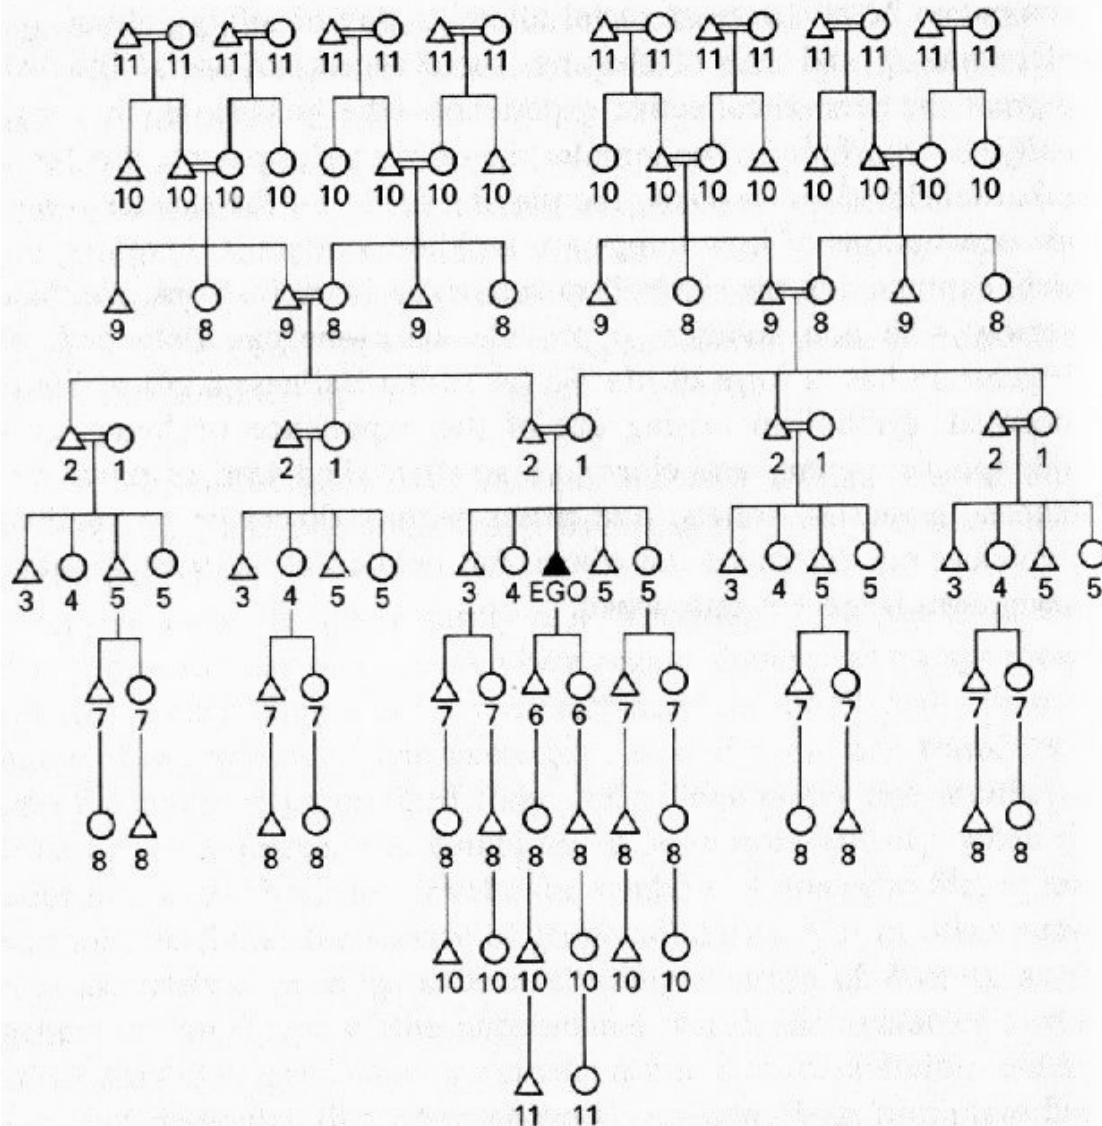 11 11 11 11 11 11 11 11 11 11 11 11 11 11 11 11
10 10 10 10 10 10 10 10 10 10 10 10 10 10 10 10
9 8 9 8 9 8 9 8 9 8 9 8
2 1 2 1 2 1 2 1 2 1
3 4 5 5 3 4 5 5 3 4 EGO 5 5 3 4 5 5 3 4 5 5
7 7 7 7 7 7 6 6 7 7 7 7 7 7
8 8 8 8 8 8 8 8 8 8 8 8 8 8
10 10 10 10 10 10
11 11